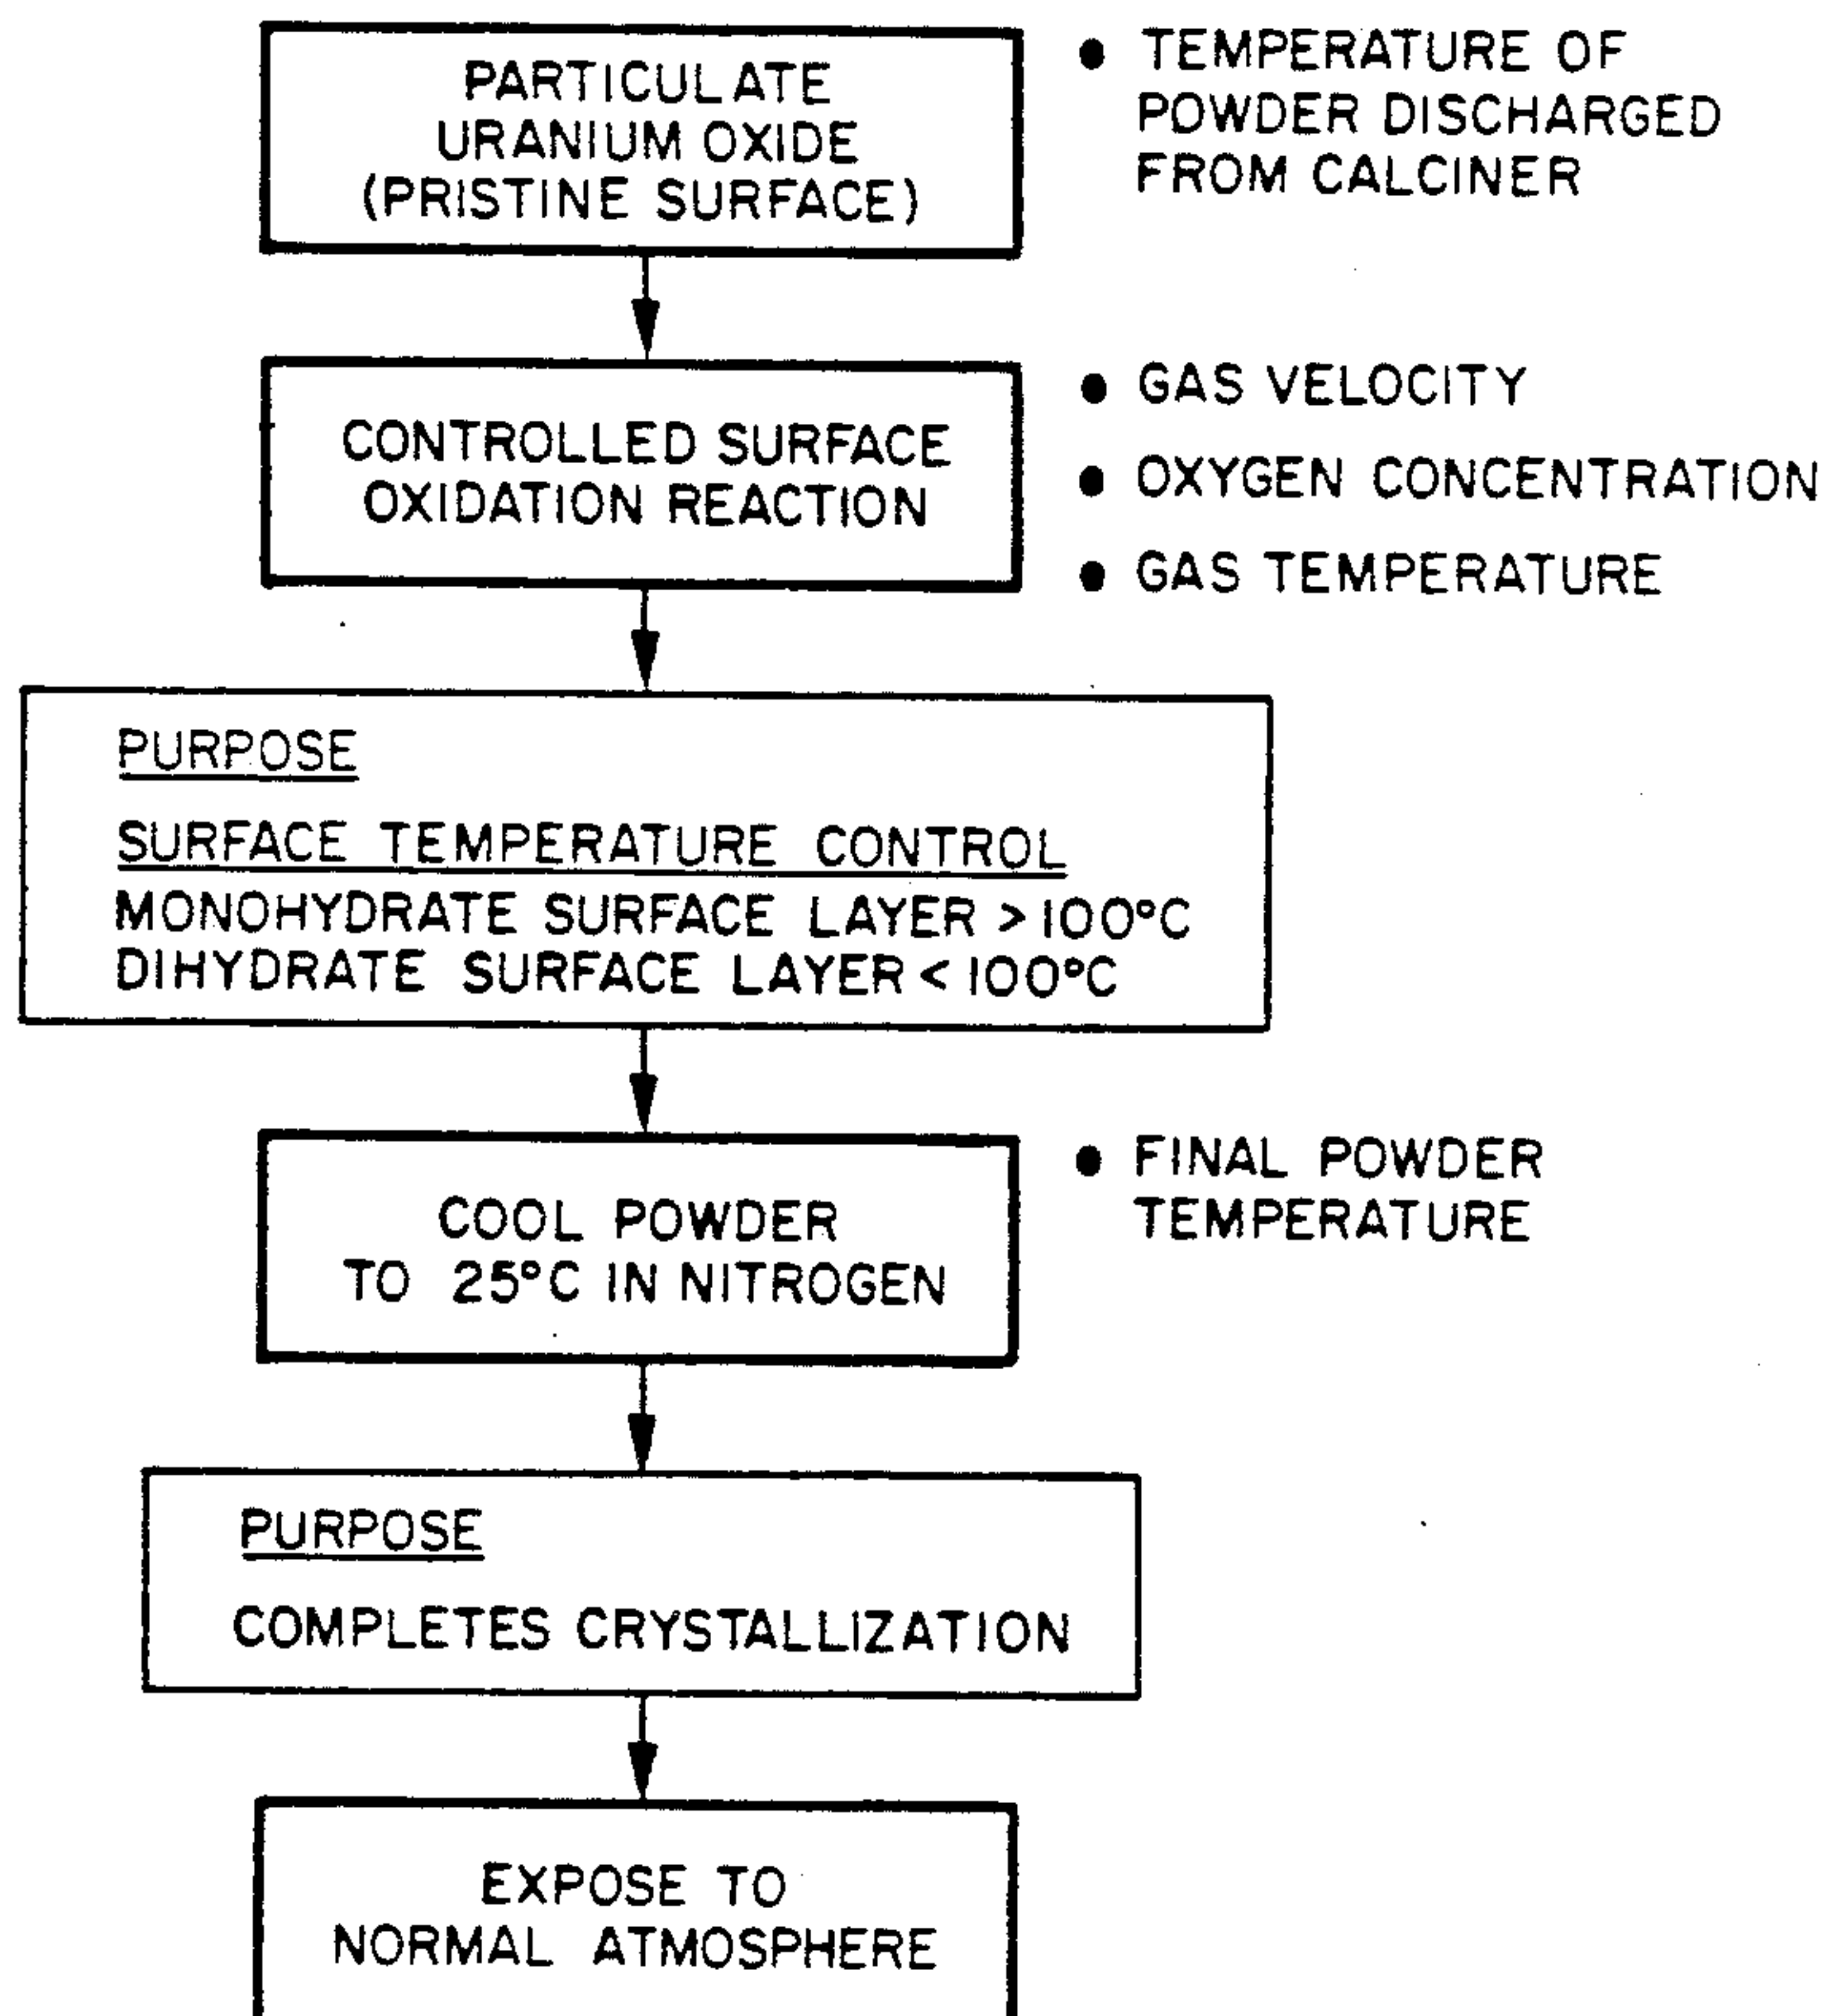 PARTICULATE
URANIUM OXIDE
(PRISTINE SURFACE)
● TEMPERATURE OF
POWDER DISCHARGED
FROM CALCINER
CONTROLLED SURFACE
OXIDATION REACTION
● GAS VELOCITY
● OXYGEN CONCENTRATION
● GAS TEMPERATURE
PURPOSE
SURFACE TEMPERATURE CONTROL
MONOHYDRATE SURFACE LAYER > 100°C
DIHYDRATE SURFACE LAYER < 100°C
COOL POWDER
TO 25°C IN NITROGEN
● FINAL POWDER
TEMPERATURE
PURPOSE
COMPLETES CRYSTALLIZATION
EXPOSE TO
NORMAL ATMOSPHERE